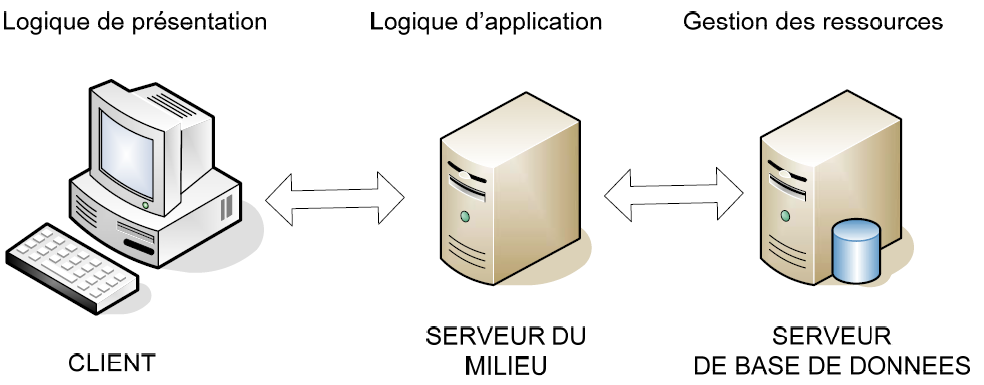 Logique de présentation
Logique d'application
Gestion des ressources
CLIENT
SERVEUR DU
MILIEU
SERVEUR
DE BASE DE DONNEES